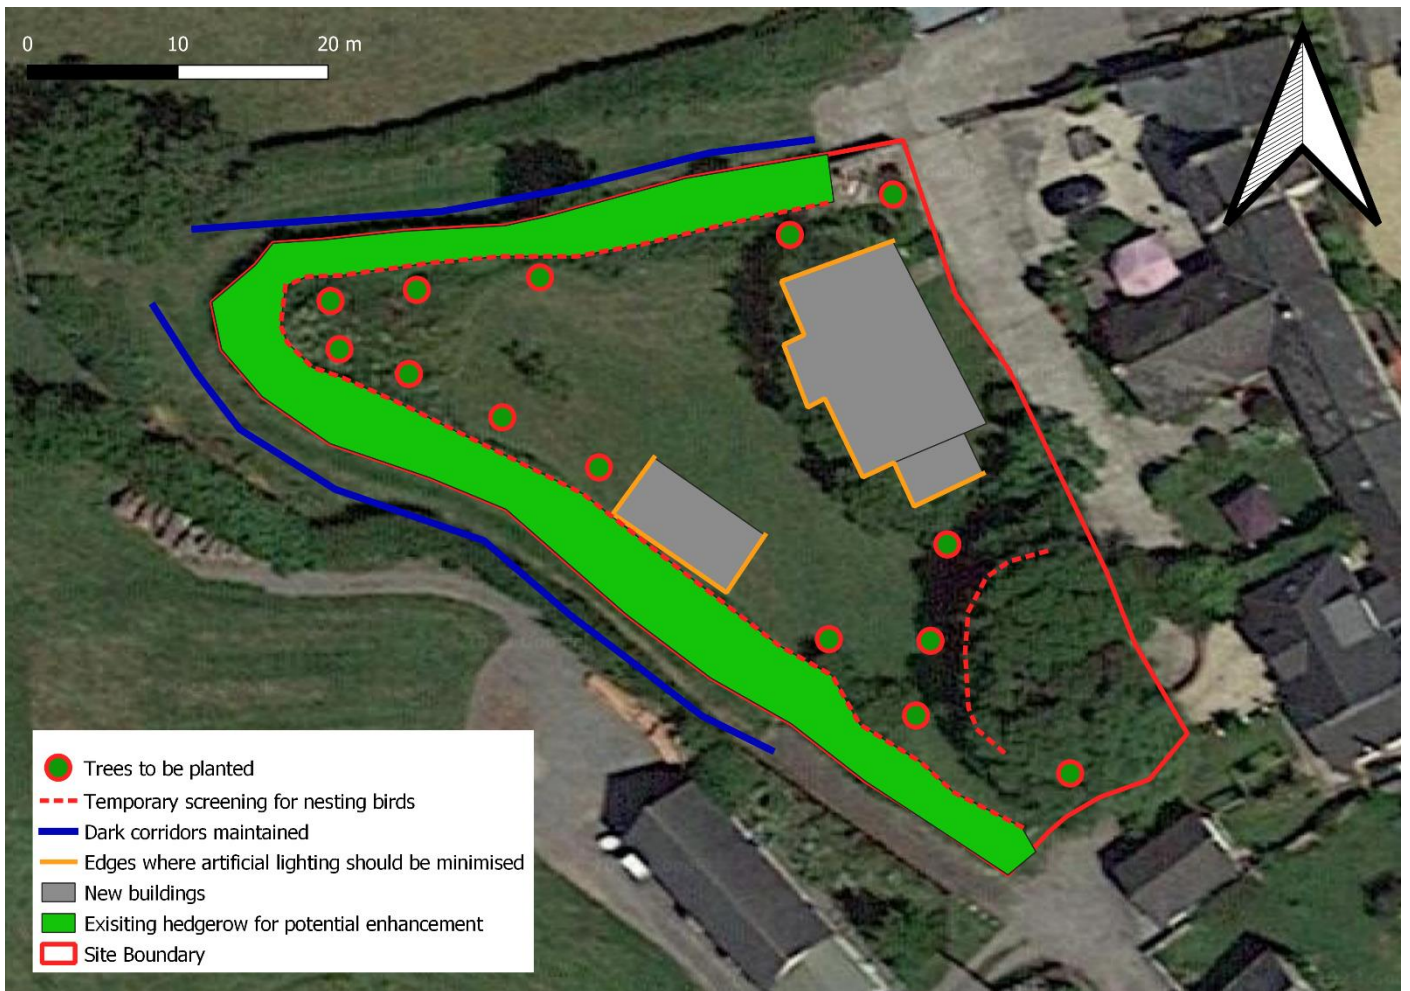 0 10 20 m
Trees to be planted
Temporary screening for nesting birds
Dark corridors maintained
Edges where artificial lighting should be minimised
New buildings
Exisiting hedgerow for potential enhancement
Site Boundary